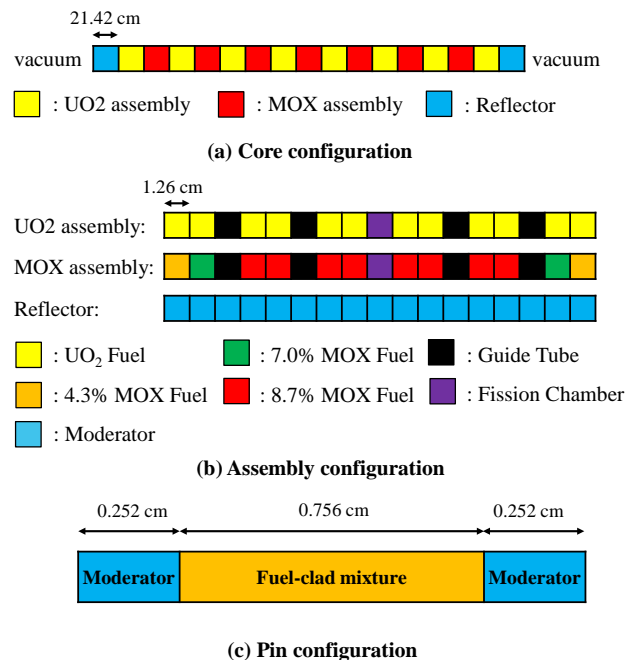 21.42 cm
vacuum vacuum
: UO2 assembly : MOX assembly : Reflector
(a) Core configuration
1.26 cm
UO2 assembly:
MOX assembly:
Reflector:
: UO₂ Fuel : 7.0% MOX Fuel : Guide Tube
: 4.3% MOX Fuel : 8.7% MOX Fuel : Fission Chamber
: Moderator
(b) Assembly configuration
0.252 cm 0.756 cm 0.252 cm
Moderator Fuel-clad mixture Moderator
(c) Pin configuration